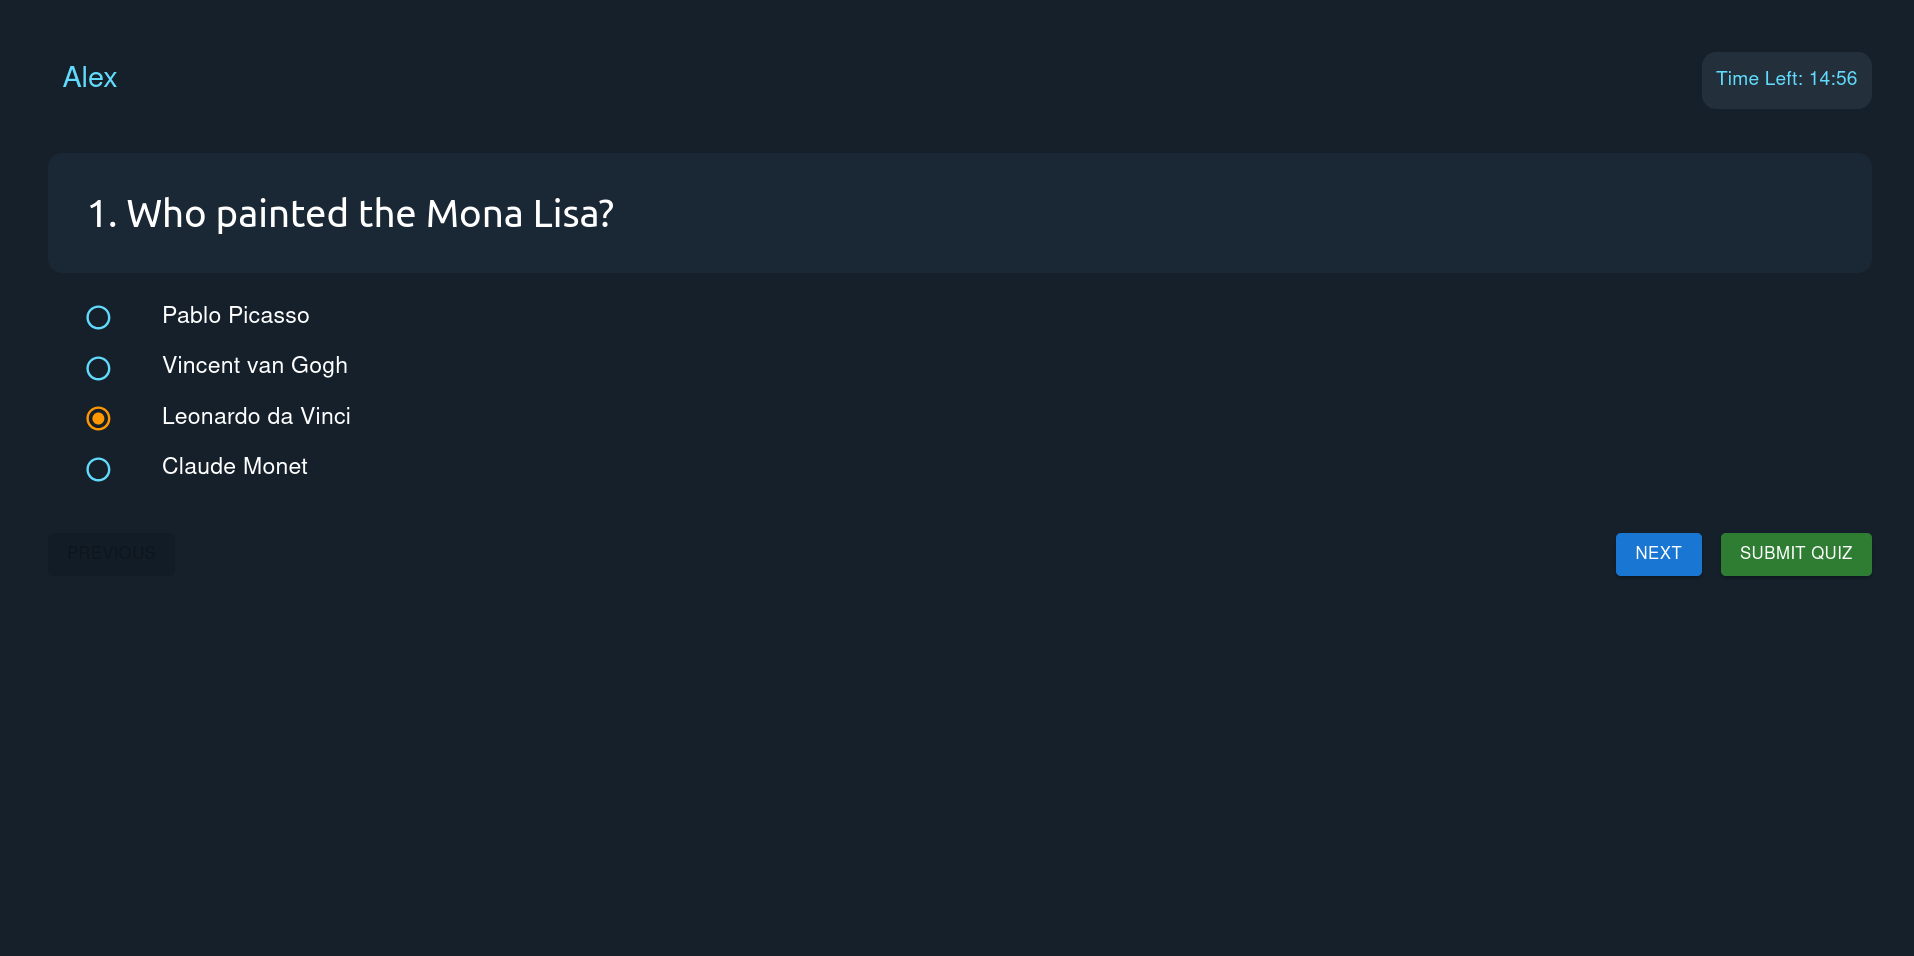 Alex
Time Left: 14:56
1. Who painted the Mona Lisa?
Pablo Picasso
Vincent van Gogh
Leonardo da Vinci
Claude Monet
PREVIOUS
NEXT
SUBMIT QUIZ